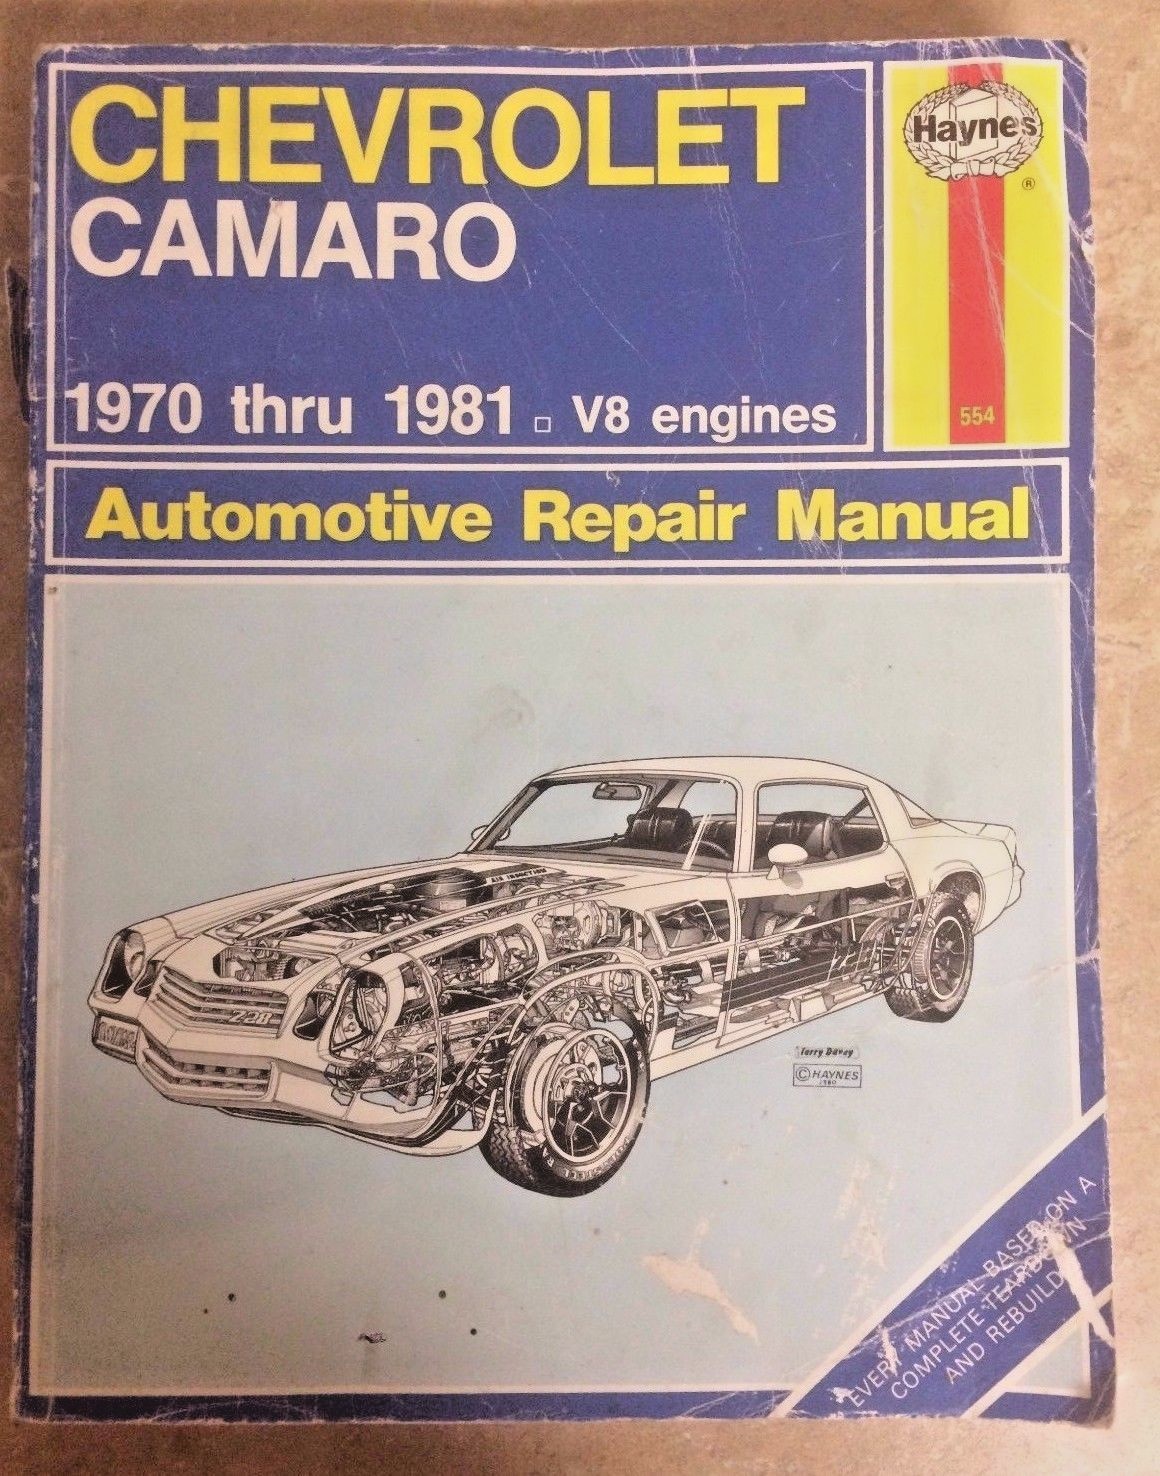 CHEVROLET
CAMARO
1970 thru 1981 □ V8 engines
Haynes
®
554
Automotive Repair Manual
AIR INDUCTION
Z28
Terry Davey
© HAYNES
1980
EVERY MANUAL BASED ON A
COMPLETE TEARDOWN
AND REBUILD